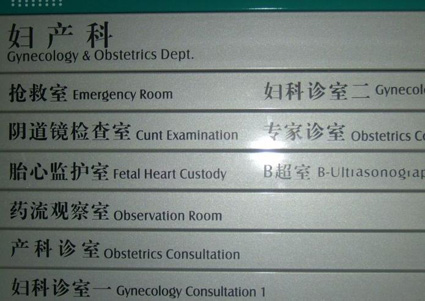 妇产科
Gynecology & Obstetrics Dept.
抢救室 Emergency Room
妇科诊室二
阴道镜检查室 Cunt Examination
专家诊室 Obstetrics
胎心监护室 Fetal Heart Custody
B超室
药流观察室 Observation Room
产科诊室 Obstetrics Consultation
妇科诊室一 Gynecology Consultation 1